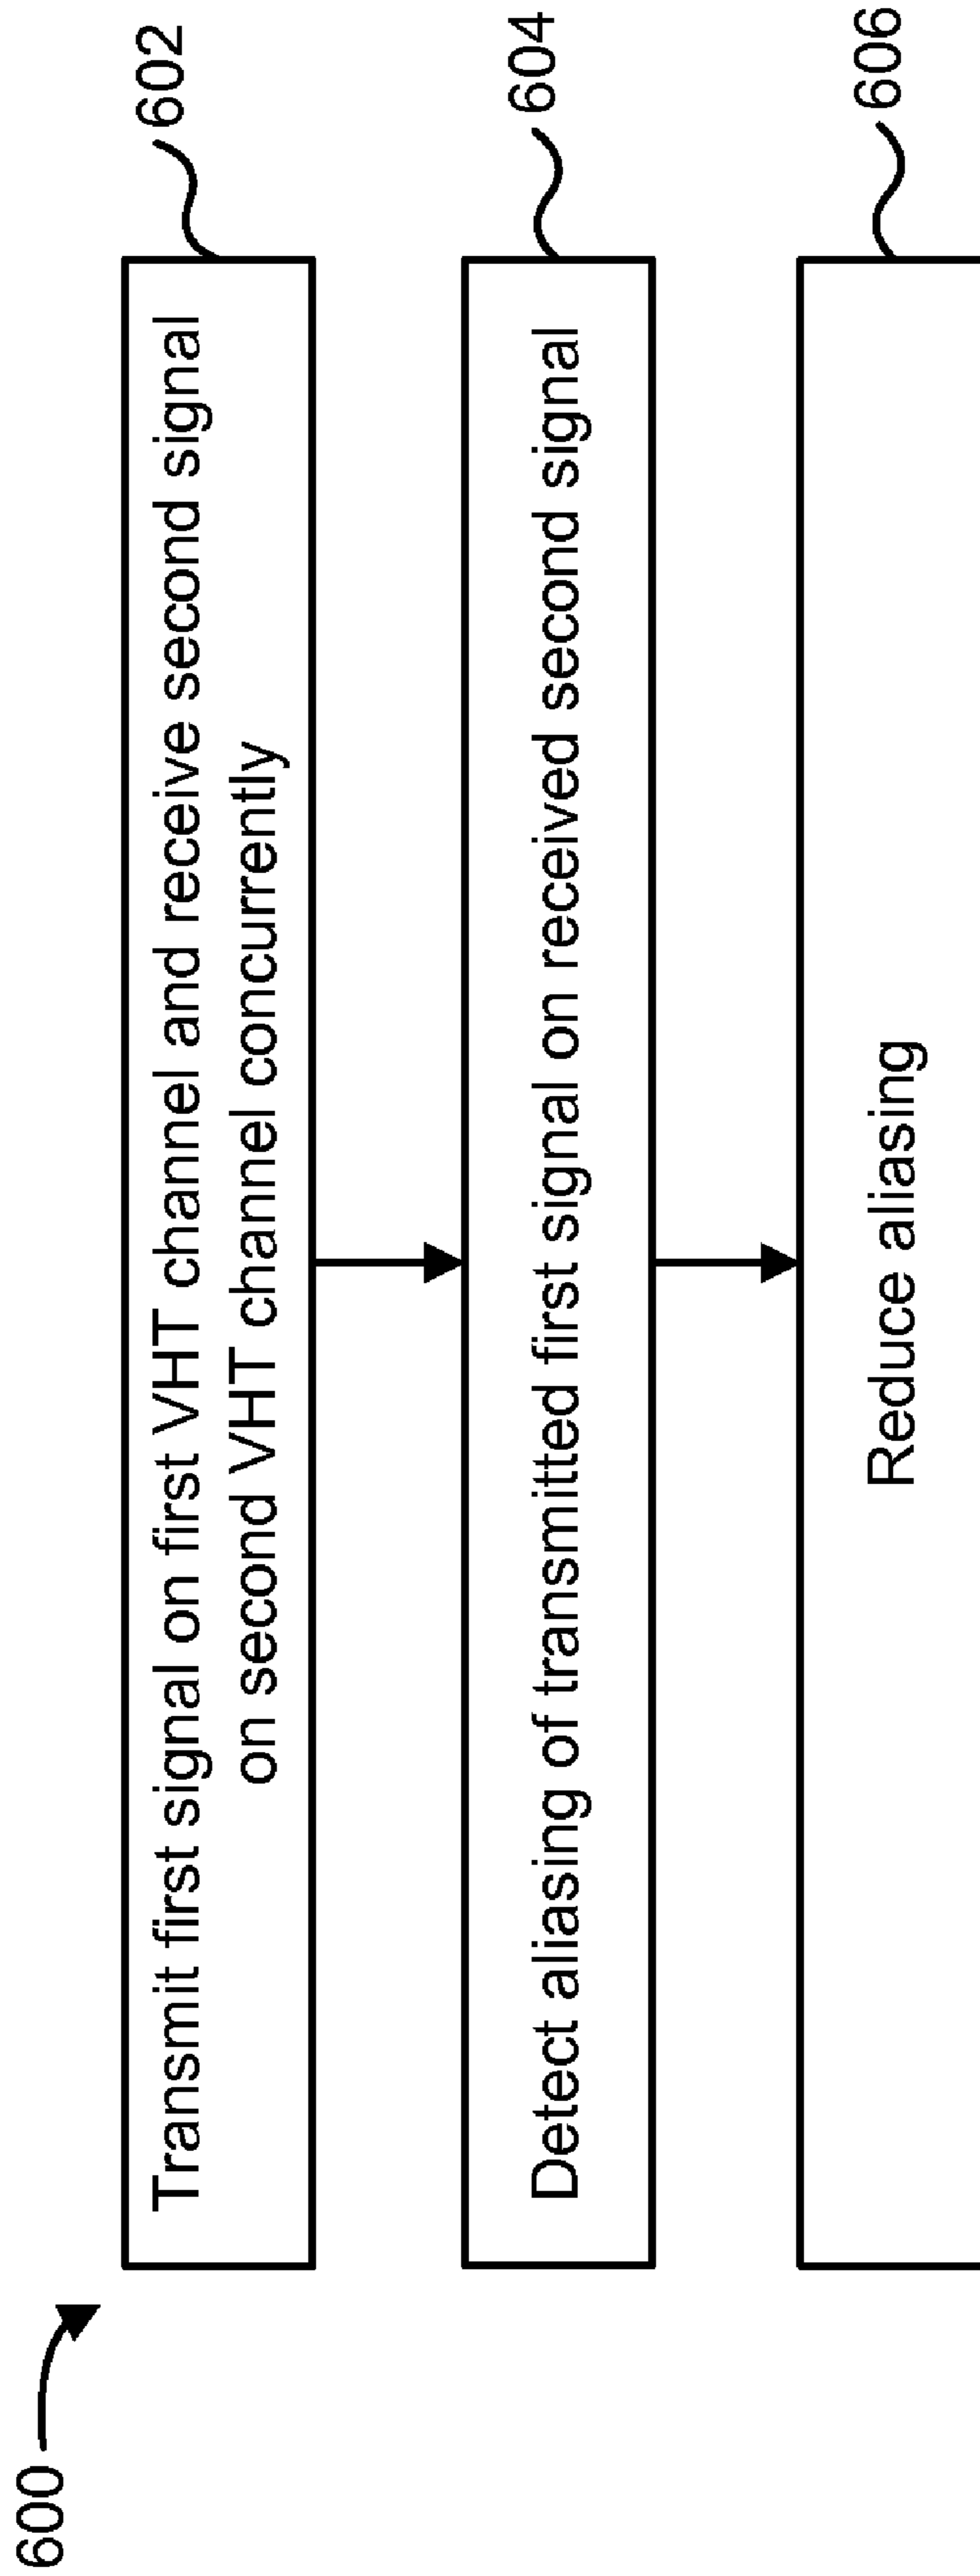 600
Transmit first signal on first VHT channel and receive second signal
on second VHT channel concurrently
602
Detect aliasing of transmitted first signal on received second signal
604
Reduce aliasing
606